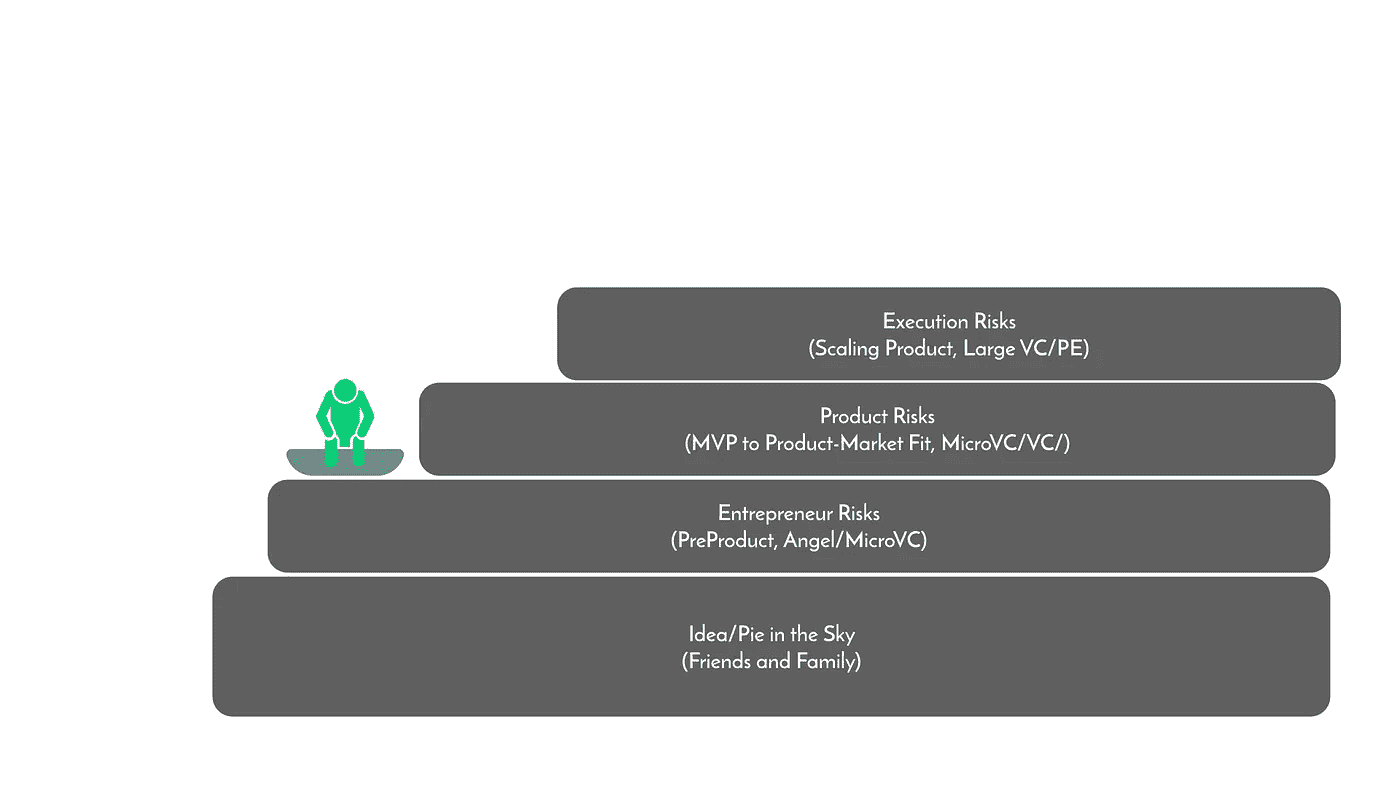 Execution Risks
(Scaling Product, Large VC/PE)
Product Risks
(MVP to Product-Market Fit, MicroVC/VC/)
Entrepreneur Risks
(PreProduct, Angel/MicroVC)
Idea/Pie in the Sky
(Friends and Family)